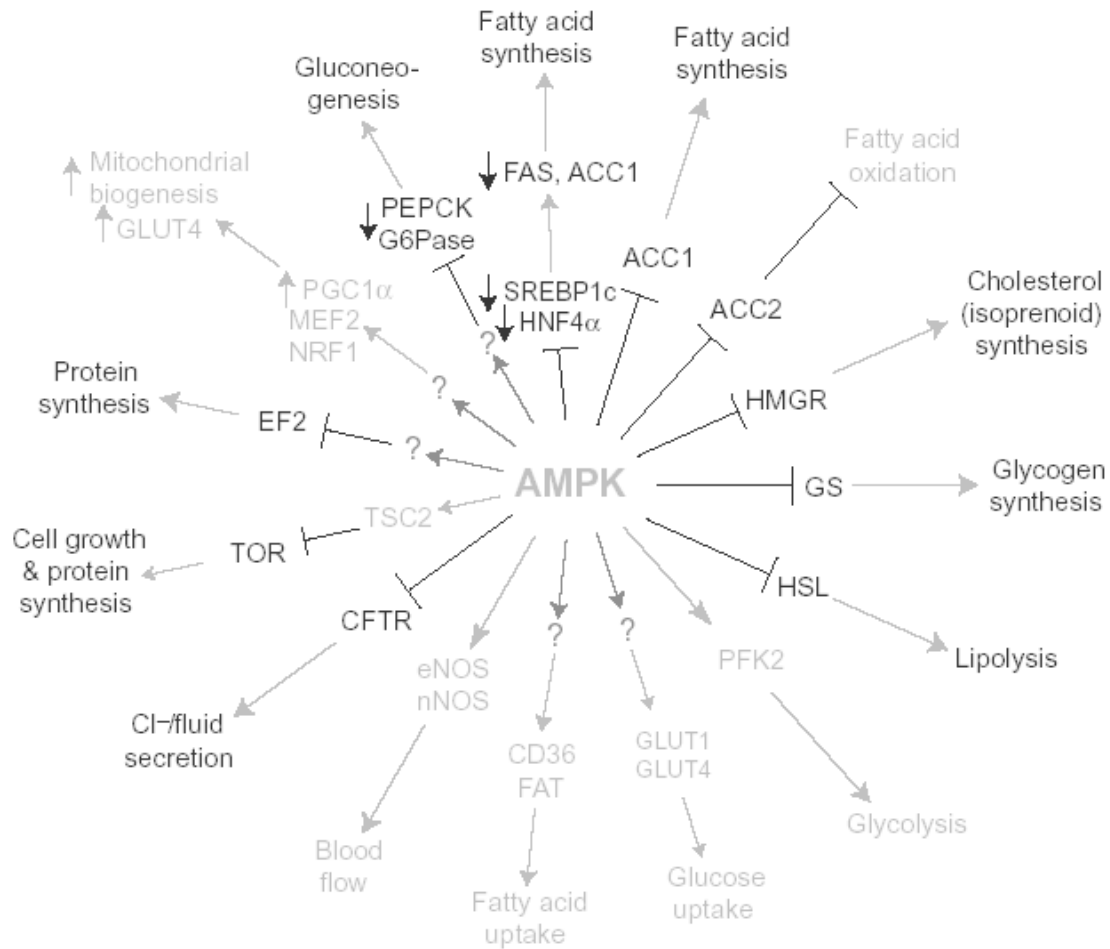 Fatty acid
synthesis
Fatty acid
synthesis
Gluconeo-
genesis
Fatty acid
oxidation
Mitochondrial
biogenesis
GLUT4
FAS, ACC1
PEPCK
G6Pase
ACC1
SREBP1c
HNF4α
ACC2
Cholesterol
(isoprenoid)
synthesis
PGC1α
MEF2
NRF1
?
?
HMGR
Protein
synthesis
EF2
?
AMPK
GS
Glycogen
synthesis
TSC2
Cell growth
& protein
synthesis
TOR
HSL
CFTR
?
?
Lipolysis
eNOS
nNOS
PFK2
Cl–/fluid
secretion
CD36
FAT
GLUT1
GLUT4
Glycolysis
Blood
flow
Fatty acid
uptake
Glucose
uptake